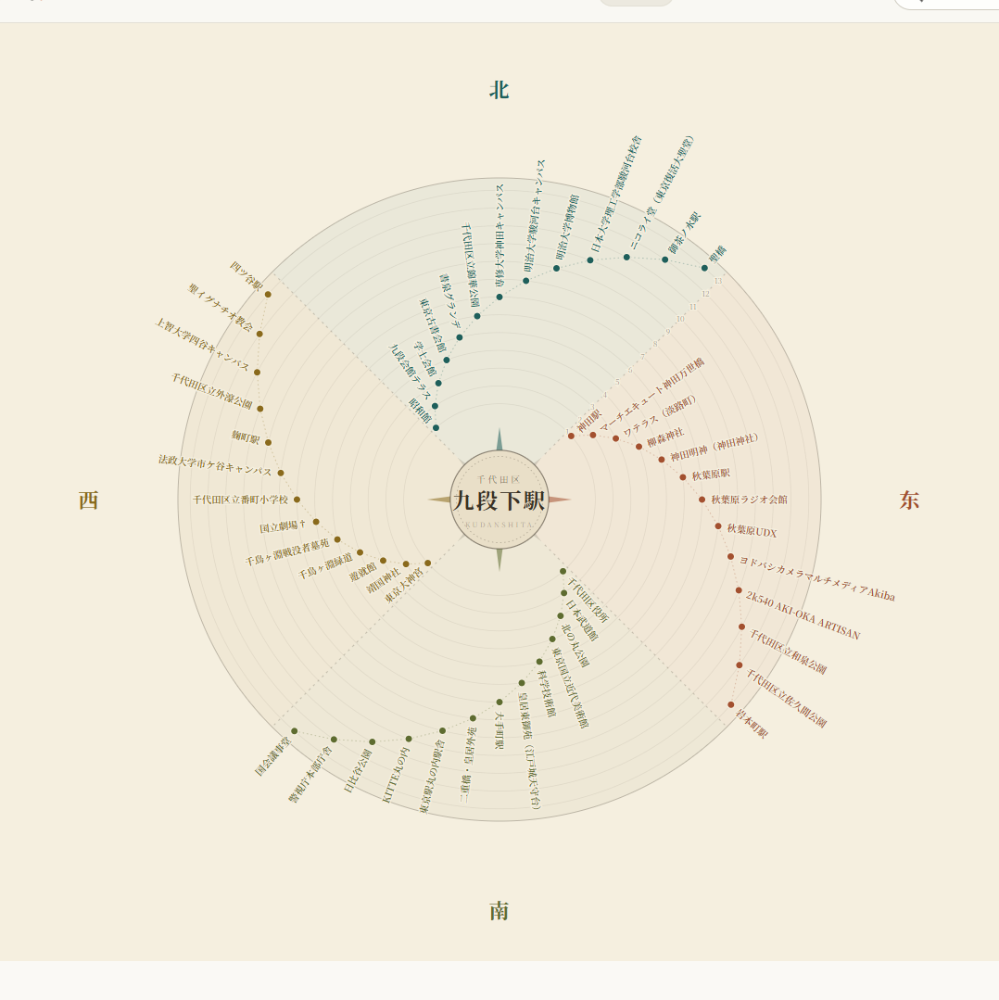 北
聖橋
御茶ノ水駅
ニコライ堂（東京復活大聖堂）
日本大学理工学部駿河台校舎
明治大学博物館
明治大学駿河台キャンパス
専修大学神田キャンパス
千代田区立錦華公園
書泉グランデ
東京古書会館
学士会館
九段会館テラス
昭和館
13
12
11
10
9
8
7
6
5
4
3
神田駅
マーチエキュート神田万世橋
ワテラス（淡路町）
柳森神社
神田明神（神田神社）
秋葉原駅
秋葉原ラジオ会館
秋葉原UDX
ヨドバシカメラマルチメディアAkiba
2k540 AKI-OKA ARTISAN
千代田区立和泉公園
千代田区立佐久間公園
岩本町駅
东
千代田区
九段下駅
KUDANSHITA
西
四ツ谷駅
聖イグナチオ教会
上智大学四谷キャンパス
千代田区立外濠公園
麹町駅
法政大学市ケ谷キャンパス
千代田区立番町小学校
国立劇場†
千鳥ヶ淵戦没者墓苑
千鳥ヶ淵緑道
遊就館
靖国神社
東京大神宮
千代田区役所
日本武道館
北の丸公園
東京国立近代美術館
科学技術館
皇居東御苑（江戸城天守台）
大手町駅
二重橋・皇居外苑
東京駅丸の内駅舎
KITTE丸の内
日比谷公園
警視庁本部庁舎
国会議事堂
南